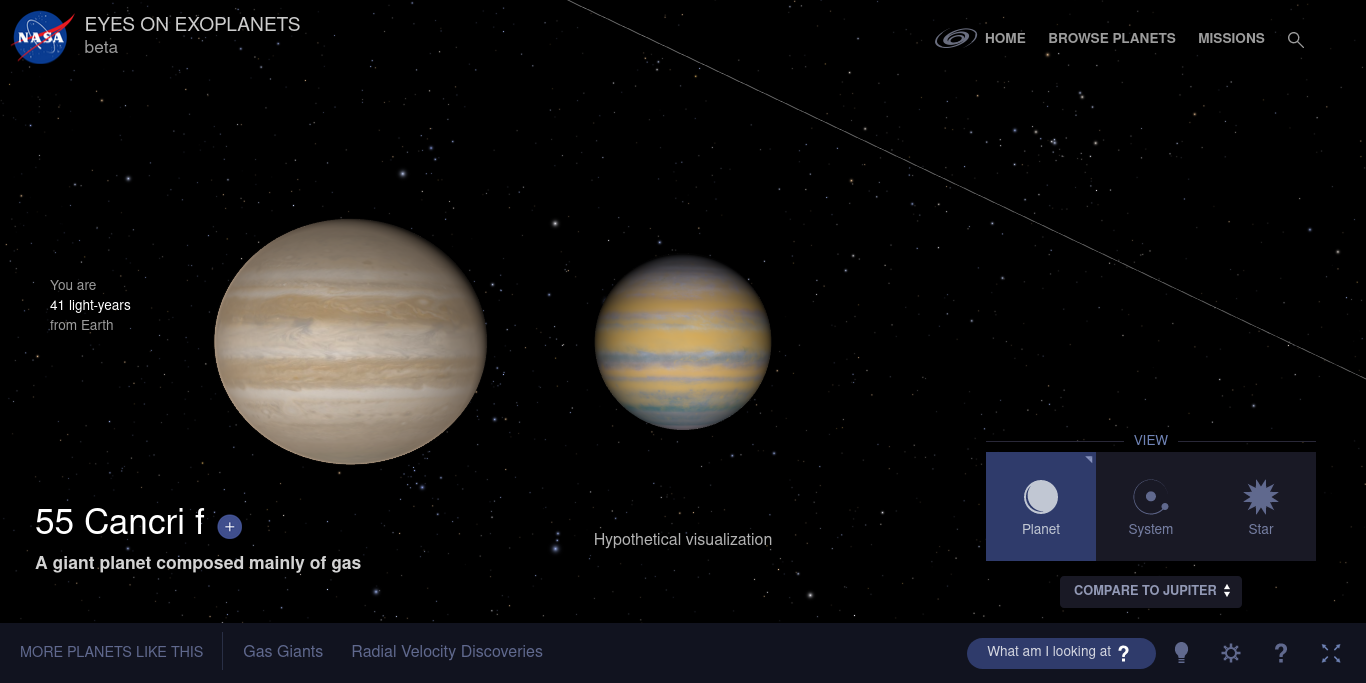 NASA
EYES ON EXOPLANETS
beta
HOME
BROWSE PLANETS
MISSIONS
You are
41 light-years
from Earth
55 Cancri f +
A giant planet composed mainly of gas
Hypothetical visualization
VIEW
Planet
System
Star
COMPARE TO JUPITER
MORE PLANETS LIKE THIS
Gas Giants
Radial Velocity Discoveries
What am I looking at ?
?